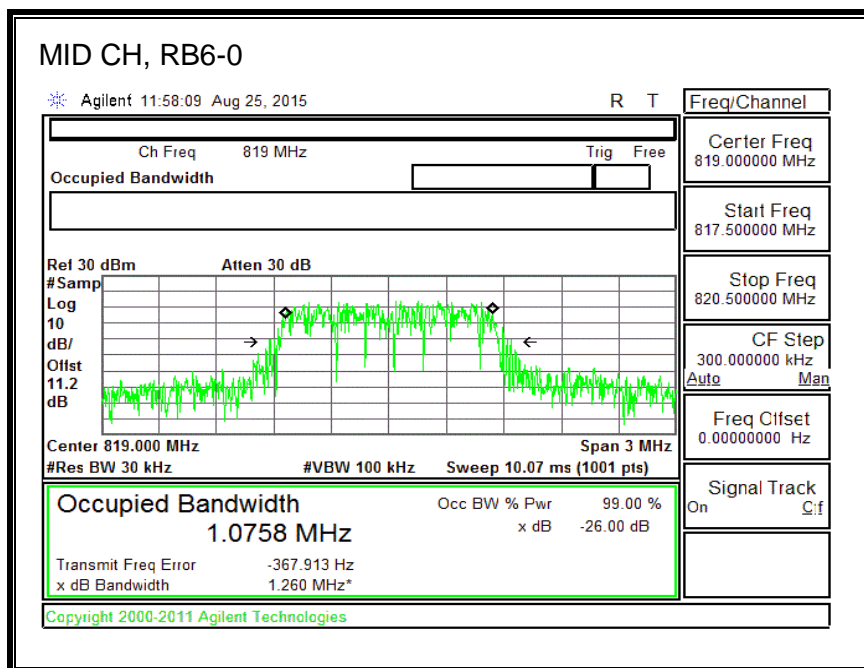 MID CH, RB6-0
Agilent 11:58:09 Aug 25, 2015 R T
Freq/Channel
Ch Freq 819 MHz Trig Free
Occupied Bandwidth
Center Freq
819.000000 MHz
Start Freq
817.500000 MHz
Stop Freq
820.500000 MHz
CF Step
300.000000 kHz
Auto Man
Freq Offset
0.00000000 Hz
Signal Track
On Off
Ref 30 dBm Atten 30 dB
#Samp
Log
10
dB/
Offst
11.2
dB
Center 819.000 MHz Span 3 MHz
#Res BW 30 kHz #VBW 100 kHz Sweep 10.07 ms (1001 pts)
Occupied Bandwidth Occ BW % Pwr 99.00 %
1.0758 MHz x dB -26.00 dB
Transmit Freq Error -367.913 Hz
x dB Bandwidth 1.260 MHz*
Copyright 2000-2011 Agilent Technologies